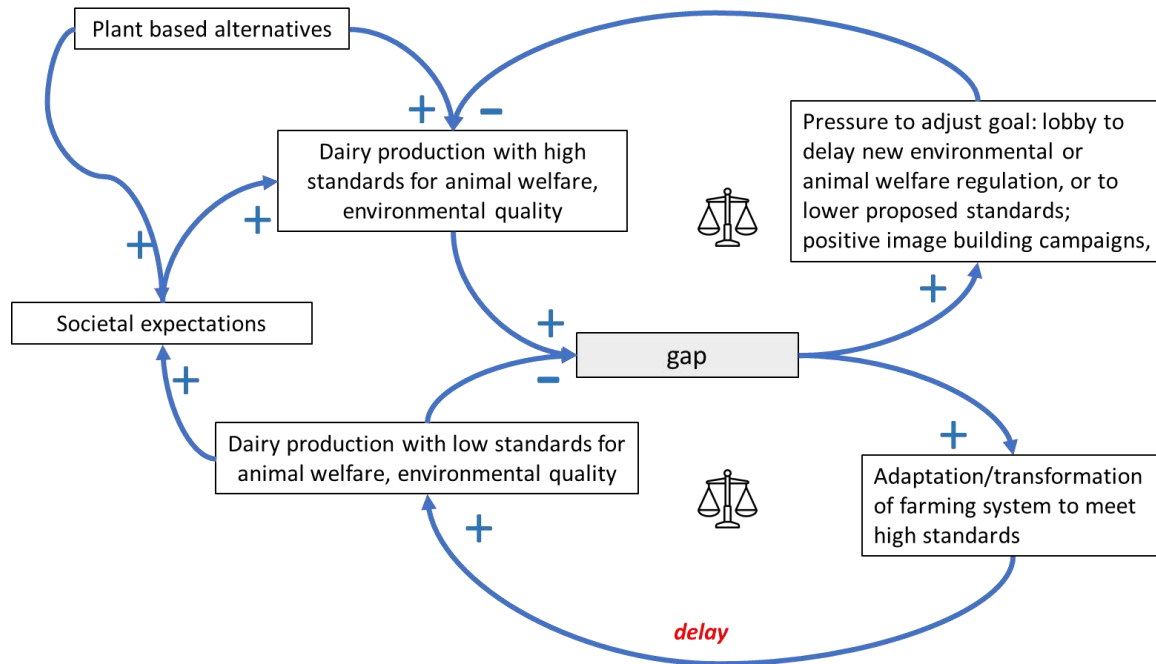 Plant based alternatives
+
−
Dairy production with high
standards for animal welfare,
environmental quality
Pressure to adjust goal: lobby to
delay new environmental or
animal welfare regulation, or to
lower proposed standards;
positive image building campaigns,
+
+
+
Societal expectations
+
gap
−
+
Dairy production with low standards for
animal welfare, environmental quality
+
Adaptation/transformation
of farming system to meet
high standards
+
delay